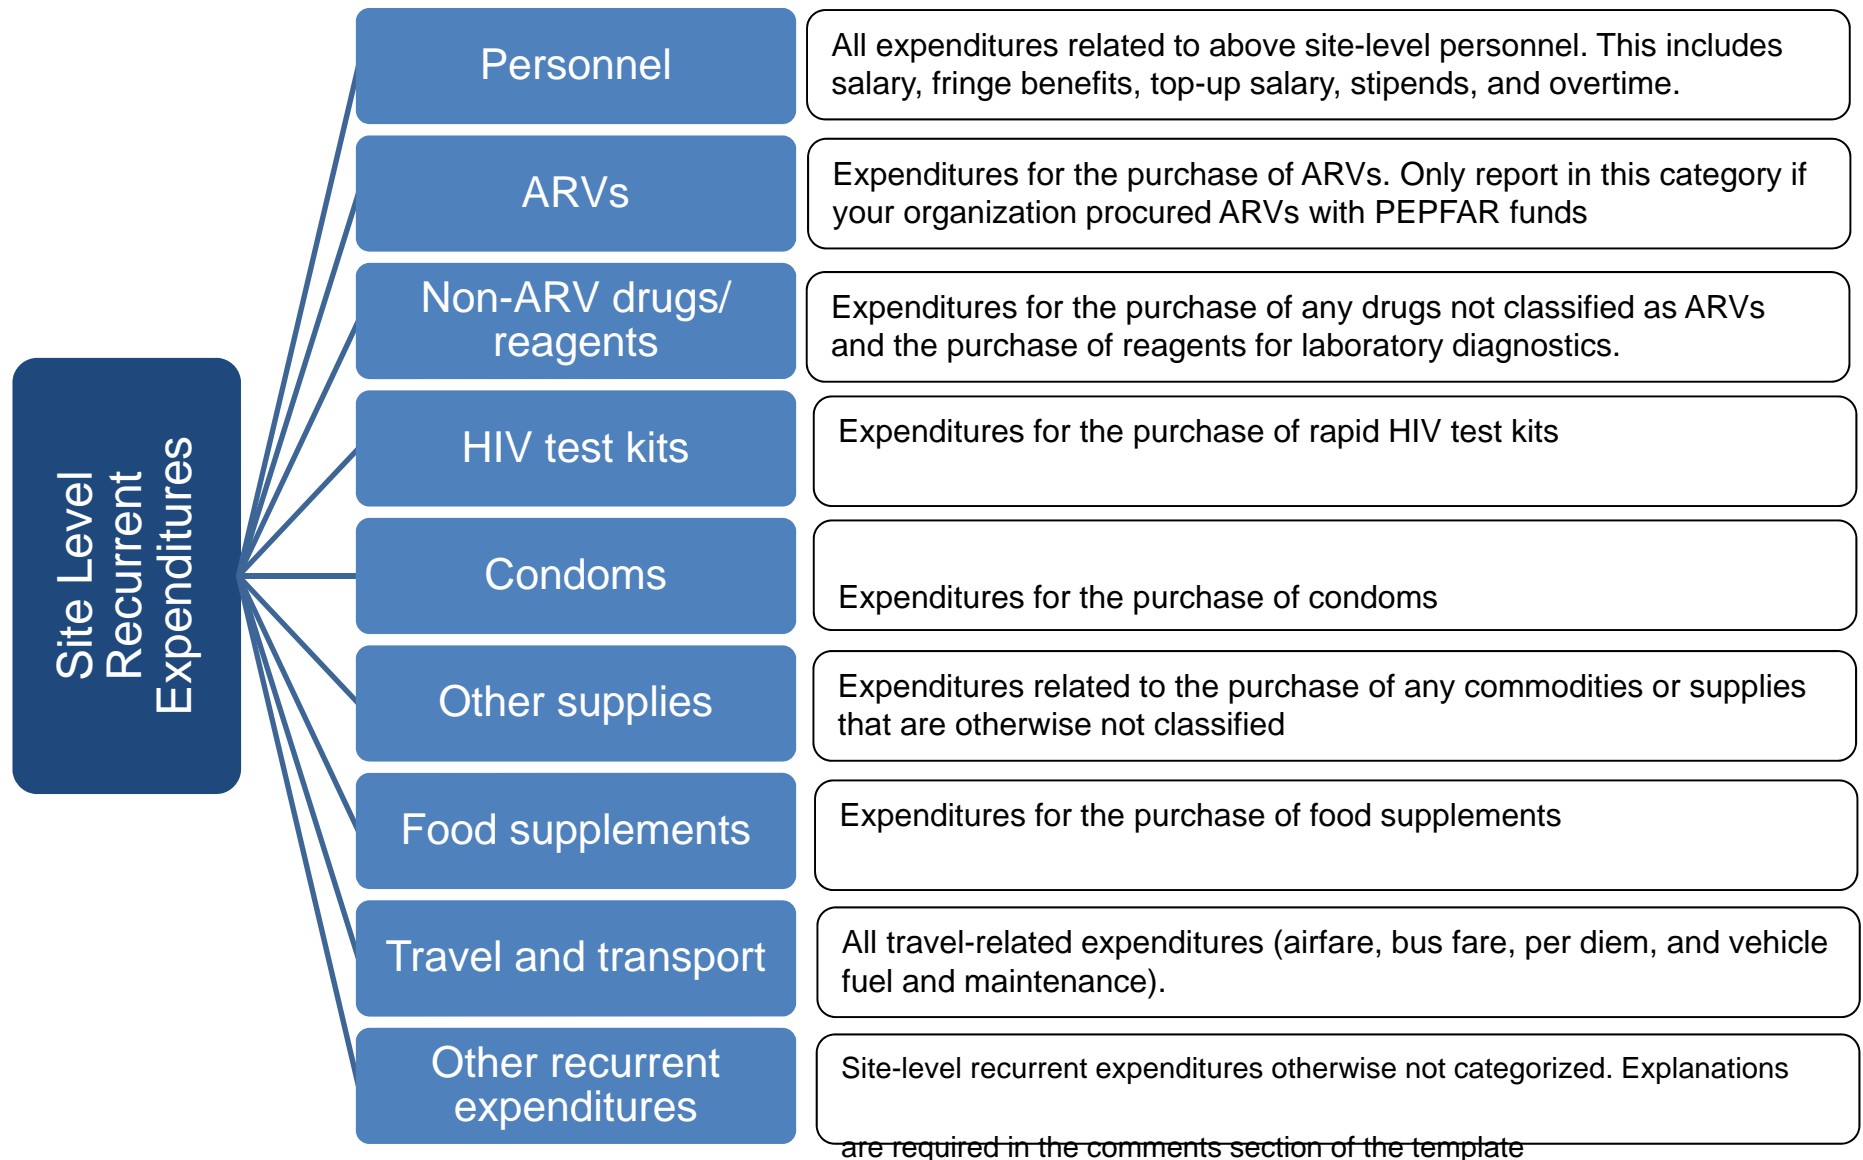 Site Level
Recurrent
Expenditures
Personnel
All expenditures related to above site-level personnel. This includes
salary, fringe benefits, top-up salary, stipends, and overtime.
ARVs
Expenditures for the purchase of ARVs. Only report in this category if
your organization procured ARVs with PEPFAR funds
Non-ARV drugs/
reagents
Expenditures for the purchase of any drugs not classified as ARVs
and the purchase of reagents for laboratory diagnostics.
HIV test kits
Expenditures for the purchase of rapid HIV test kits
Condoms
Expenditures for the purchase of condoms
Other supplies
Expenditures related to the purchase of any commodities or supplies
that are otherwise not classified
Food supplements
Expenditures for the purchase of food supplements
Travel and transport
All travel-related expenditures (airfare, bus fare, per diem, and vehicle
fuel and maintenance).
Other recurrent
expenditures
Site-level recurrent expenditures otherwise not categorized. Explanations
are required in the comments section of the template